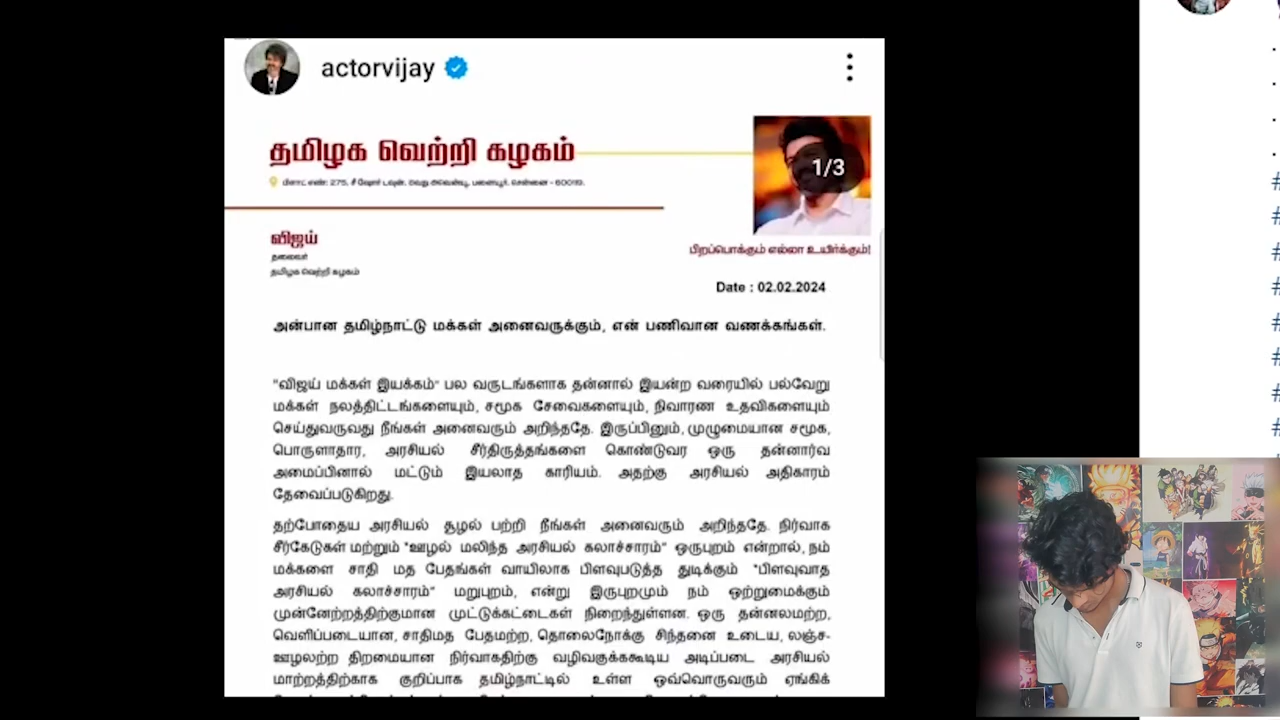 actorvijay
தமிழக வெற்றி கழகம்
1/3
விஜய்
தலைவர்
தமிழக வெற்றி கழகம்
பிறப்பொக்கும் எல்லா உயிர்க்கும்!
Date : 02.02.2024
அன்பான தமிழ்நாட்டு மக்கள் அனைவருக்கும், என் பணிவான வணக்கங்கள்.
"விஜய் மக்கள் இயக்கம்" பல வருடங்களாக தன்னால் இயன்ற வரையில் பல்வேறு
மக்கள் நலத்திட்டங்களையும், சமூக சேவைகளையும், நிவாரண உதவிகளையும்
செய்துவருவது நீங்கள் அனைவரும் அறிந்ததே. இருப்பினும், முழுமையான சமூக,
பொருளாதார, அரசியல் சீர்திருத்தங்களை கொண்டுவர ஒரு தன்னார்வ
அமைப்பினால் மட்டும் இயலாத காரியம். அதற்கு அரசியல் அதிகாரம்
தேவைப்படுகிறது.
தற்போதைய அரசியல் சூழல் பற்றி நீங்கள் அனைவரும் அறிந்ததே. நிர்வாக
சீர்கேடுகள் மற்றும் "ஊழல் மலிந்த அரசியல் கலாச்சாரம்" ஒருபுறம் என்றால், நம்
மக்களை சாதி மத பேதங்கள் வாயிலாக பிளவுபடுத்த துடிக்கும் "பிளவுவாத
அரசியல் கலாச்சாரம்" மறுபுறம், என்று இருபுறமும் நம் ஒற்றுமைக்கும்
முன்னேற்றத்திற்குமான முட்டுக்கட்டைகள் நிறைந்துள்ளன. ஒரு தன்னலமற்ற,
வெளிப்படையான, சாதிமத பேதமற்ற, தொலைநோக்கு சிந்தனை உடைய, லஞ்ச-
ஊழலற்ற திறமையான நிர்வாகதிற்கு வழிவகுக்ககூடிய அடிப்படை அரசியல்
மாற்றத்திற்காக குறிப்பாக தமிழ்நாட்டில் உள்ள ஒவ்வொருவரும் ஏங்கிக்